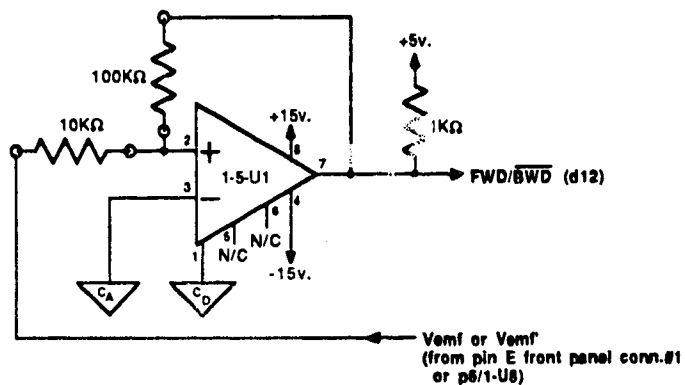 +5v.
100KΩ
1KΩ
+15v.
10KΩ
2
+
8
7
1-5-U1
FWD/BWD (d12)
3
−
4
6
5
N/C
N/C
1
-15v.
CA
CD
Vemf or Vemf'
(from pin E front panel conn.#1
or p6/1-U8)